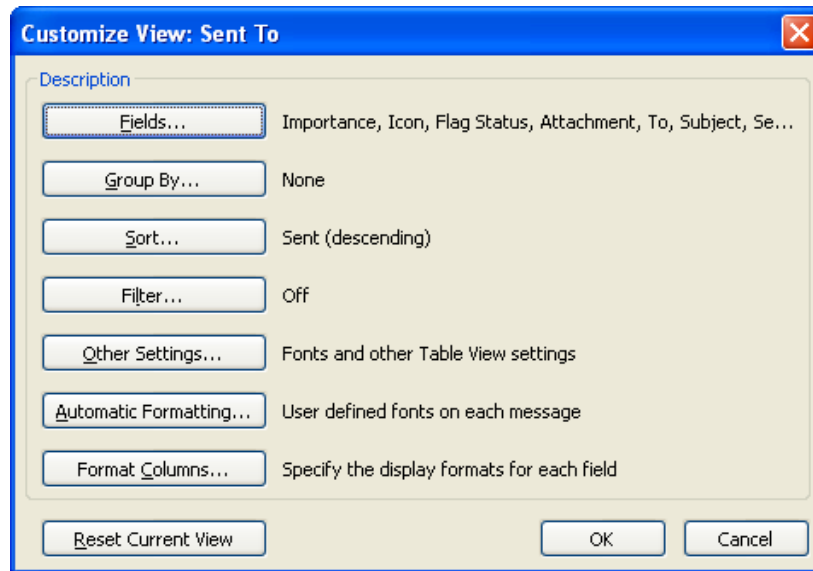 Customize View: Sent To
Description
Fields... Importance, Icon, Flag Status, Attachment, To, Subject, Se...
Group By... None
Sort... Sent (descending)
Filter... Off
Other Settings... Fonts and other Table View settings
Automatic Formatting... User defined fonts on each message
Format Columns... Specify the display formats for each field
Reset Current View OK Cancel